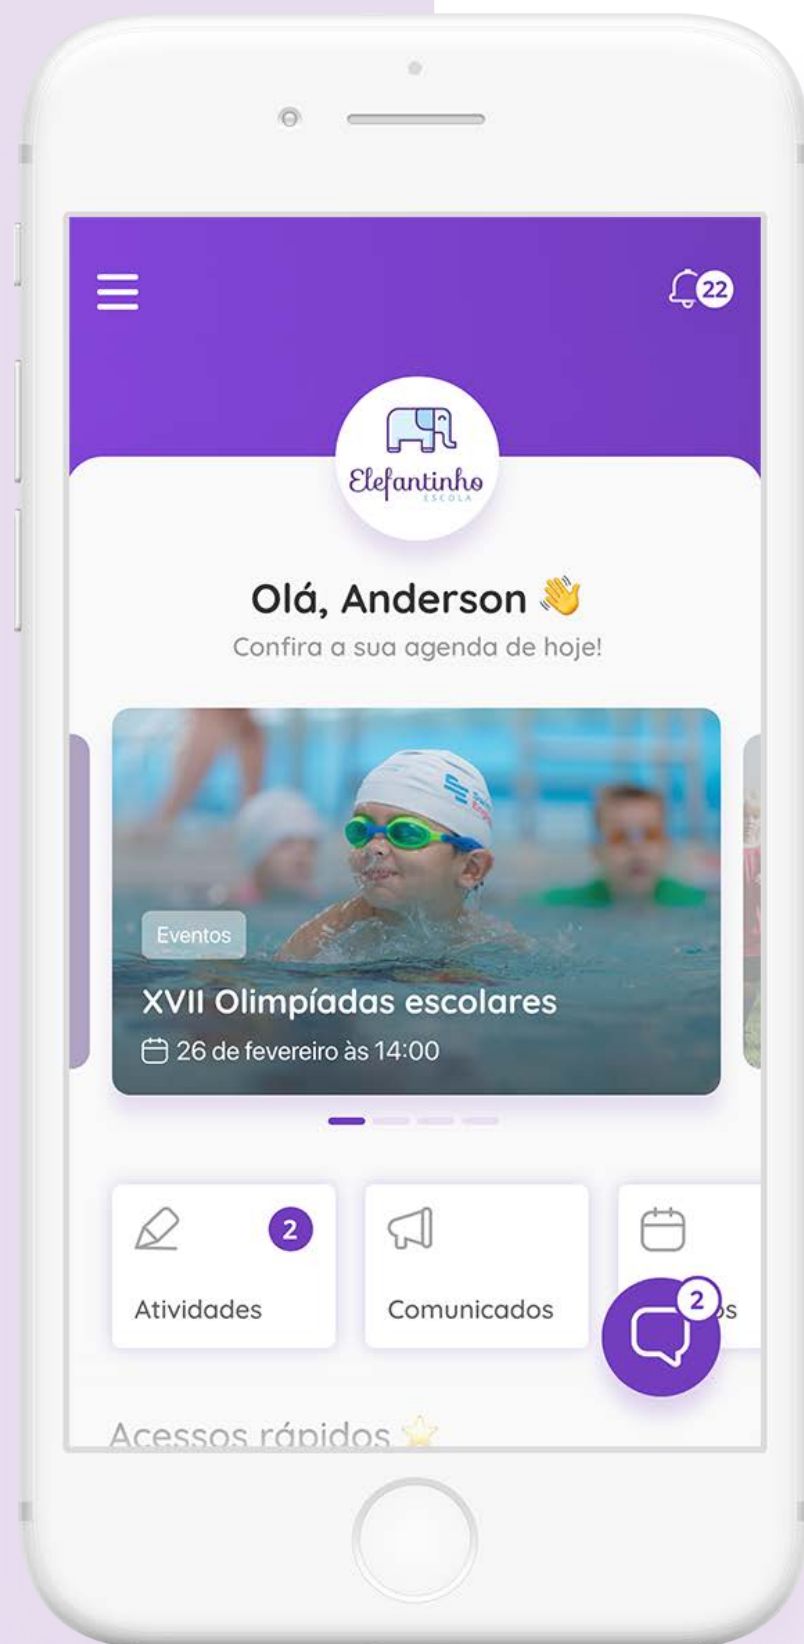 22
Elefantinho
ESCOLA
Olá, Anderson 👋
Confira a sua agenda de hoje!
Eventos
XVII Olimpíadas escolares
26 de fevereiro às 14:00
2
Atividades
Comunicados
2
Acessos rápidos ⭐